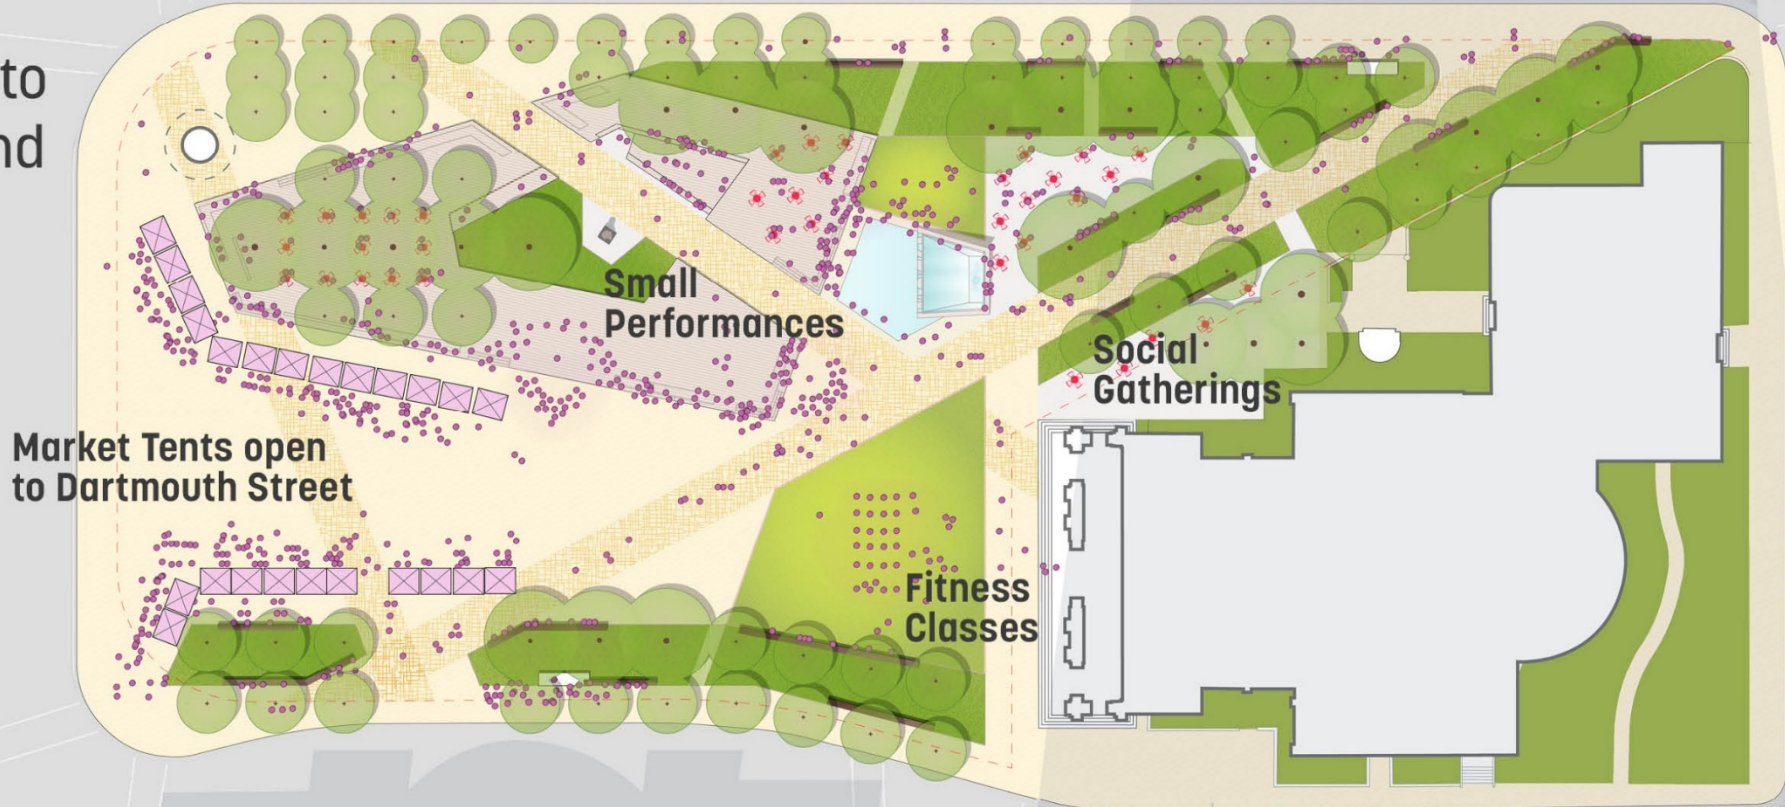 to
nd
Small
Performances
Social
Gatherings
Market Tents open
to Dartmouth Street
Fitness
Classes